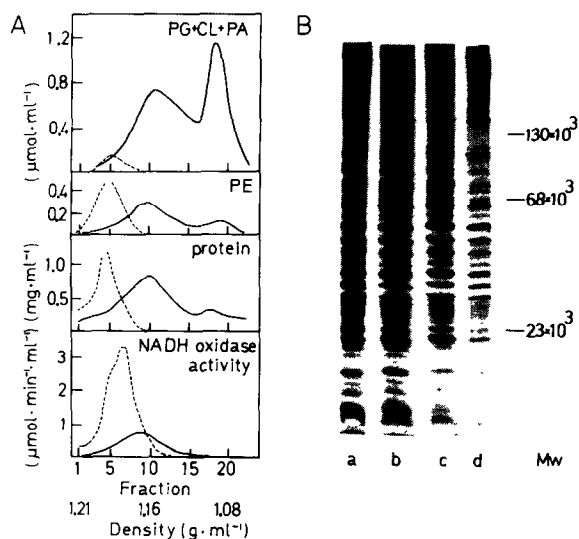 A
PG+CL+PA
1.2
0.8
0.4
(μmol·ml⁻¹)
PE
0,4
0,2
protein
1.0
0.5
(mg·ml⁻¹)
NADH oxidase
activity
3
2
1
(μmol·min⁻¹·ml⁻¹)
1 5 10 15 20
Fraction
1.21 1.16 1.08
Density (g·ml⁻¹)
B
130×10³
6.8×10³
23×10³
a b c d Mw